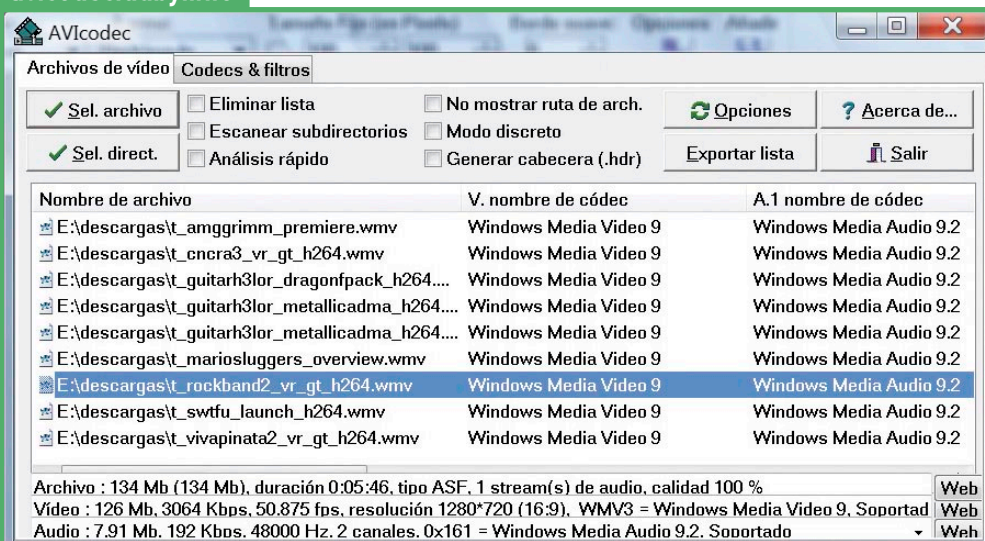 AVIcodec
Archivos de vídeo Codecs & filtros
Sel. archivo Eliminar lista No mostrar ruta de arch. Opciones ? Acerca de...
Escanear subdirectorios Modo discreto
Sel. direct. Análisis rápido Generar cabecera (.hdr) Exportar lista Salir
Nombre de archivo V. nombre de códec A.1 nombre de códec
E:\descargas\t_amggrimm_premiere.wmv Windows Media Video 9 Windows Media Audio 9.2
E:\descargas\t_cncra3_vr_gt_h264.wmv Windows Media Video 9 Windows Media Audio 9.2
E:\descargas\t_guitarh3lor_dragonfpack_h264.... Windows Media Video 9 Windows Media Audio 9.2
E:\descargas\t_guitarh3lor_metallicadma_h264.... Windows Media Video 9 Windows Media Audio 9.2
E:\descargas\t_guitarh3lor_metallicadma_h264.... Windows Media Video 9 Windows Media Audio 9.2
E:\descargas\t_mariosluggers_overview.wmv Windows Media Video 9 Windows Media Audio 9.2
E:\descargas\t_rockband2_vr_gt_h264.wmv Windows Media Video 9 Windows Media Audio 9.2
E:\descargas\t_swtfu_launch_h264.wmv Windows Media Video 9 Windows Media Audio 9.2
E:\descargas\t_vivapinata2_vr_gt_h264.wmv Windows Media Video 9 Windows Media Audio 9.2
Archivo : 134 Mb (134 Mb), duración 0:05:46, tipo ASF, 1 stream(s) de audio, calidad 100 % Web
Vídeo : 126 Mb, 3064 Kbps, 50.875 fps, resolución 1280*720 (16:9), WMV3 = Windows Media Video 9, Soportad Web
Audio : 7.91 Mb, 192 Kbps, 48000 Hz, 2 canales, 0x161 = Windows Media Audio 9.2, Soportado Web